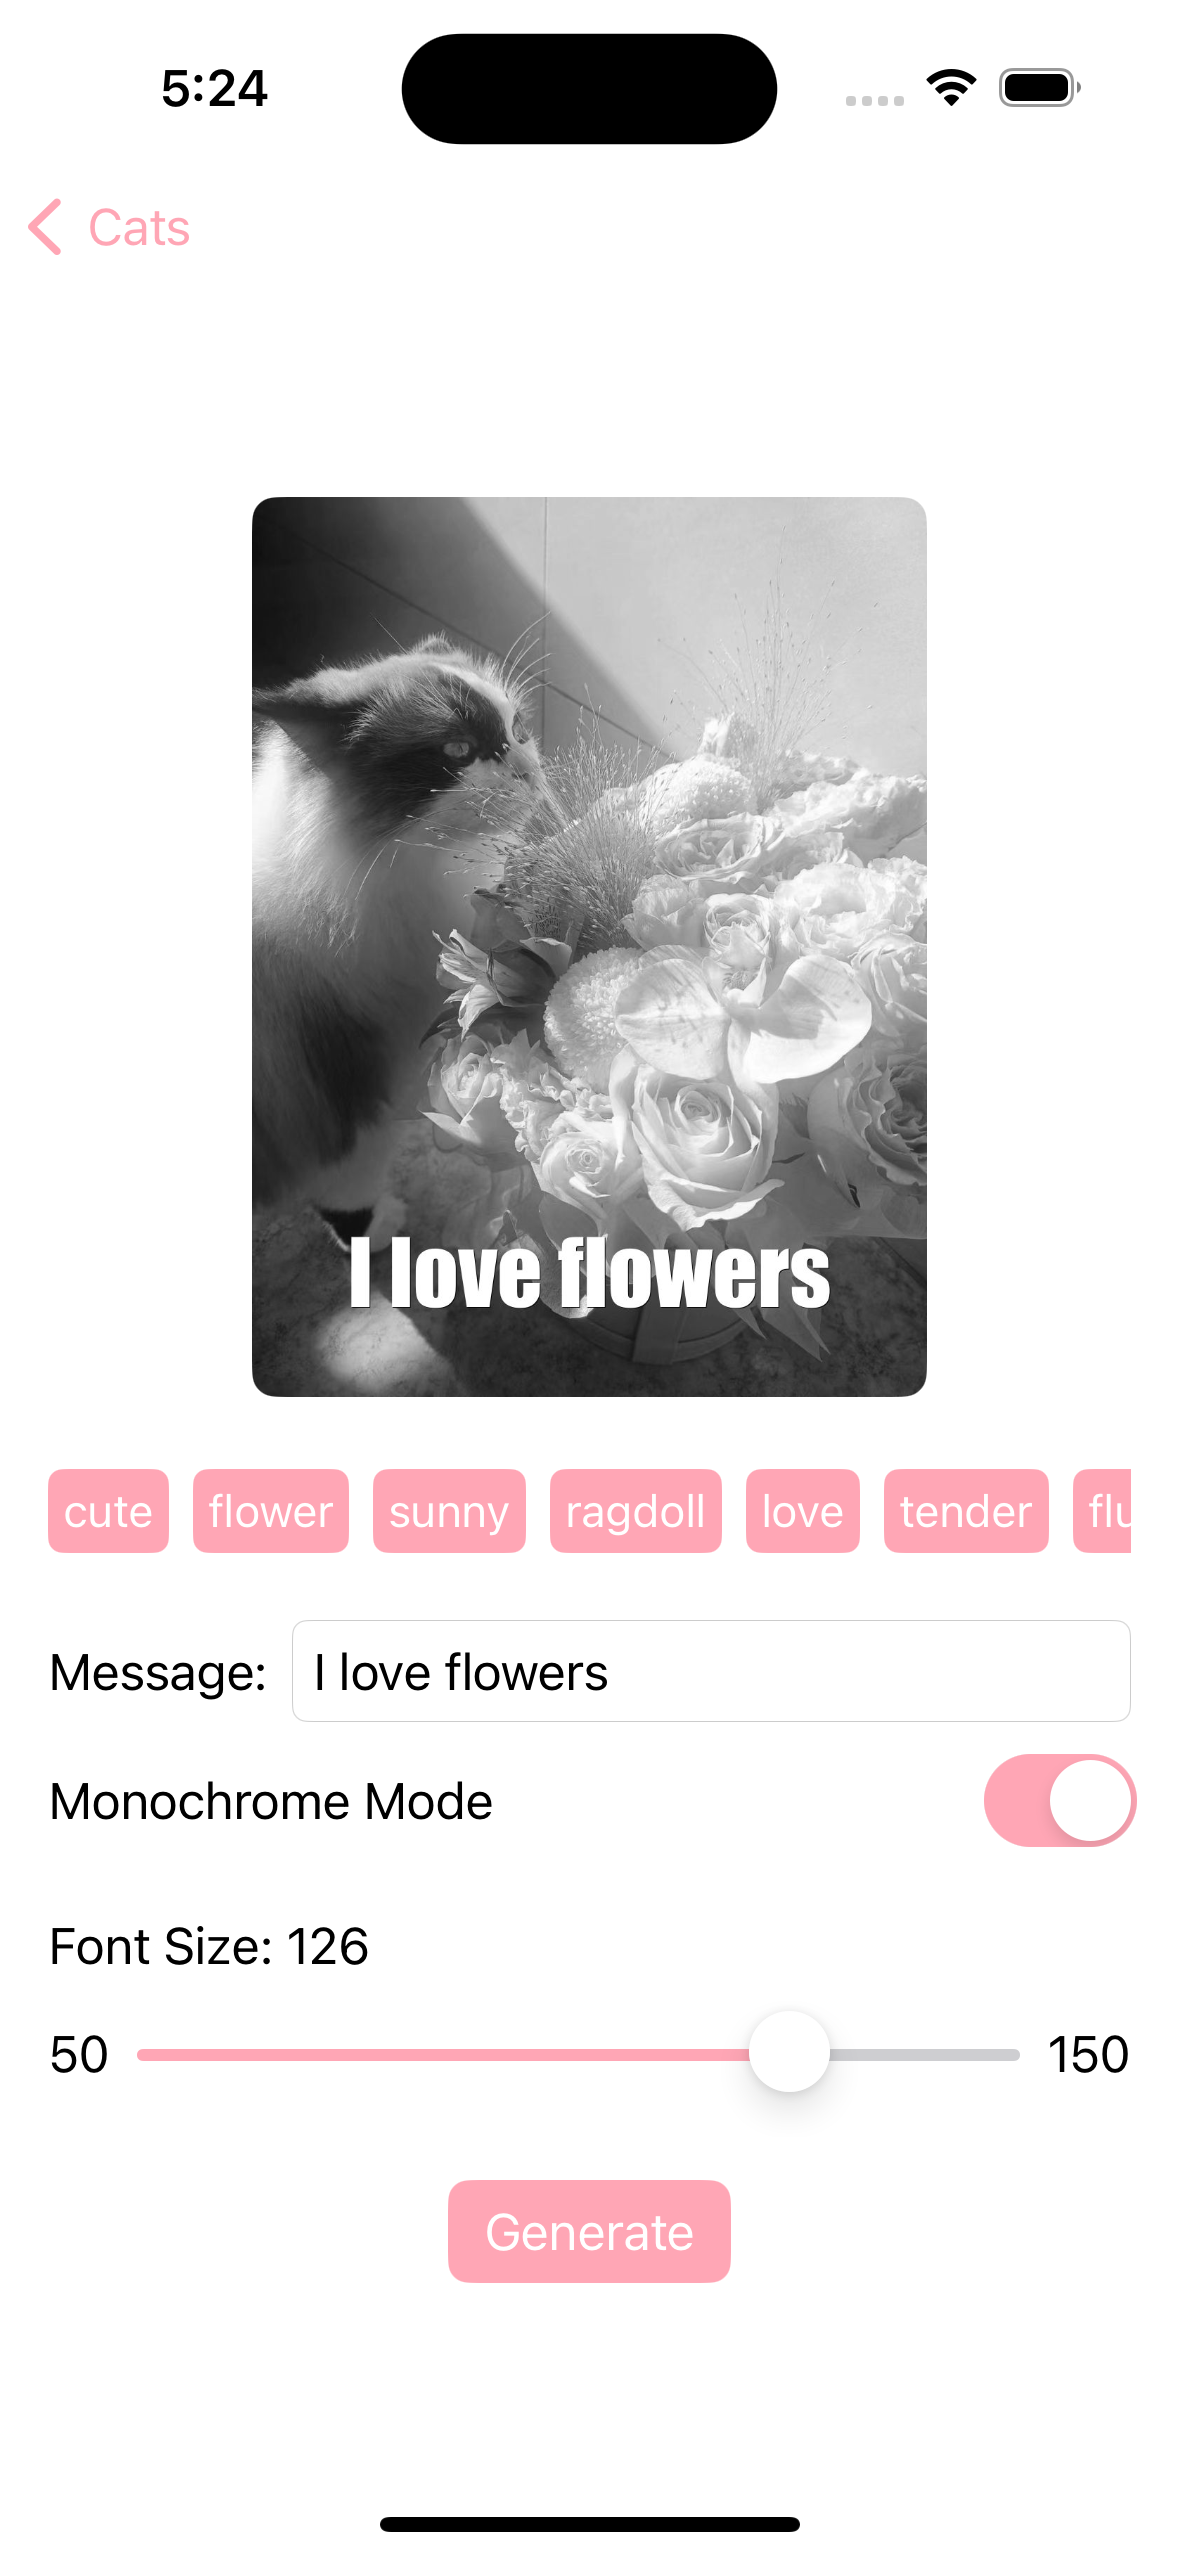 5:24
Cats
I love flowers
cute flower sunny ragdoll love tender flu
Message: I love flowers
Monochrome Mode
Font Size: 126
50 150
Generate